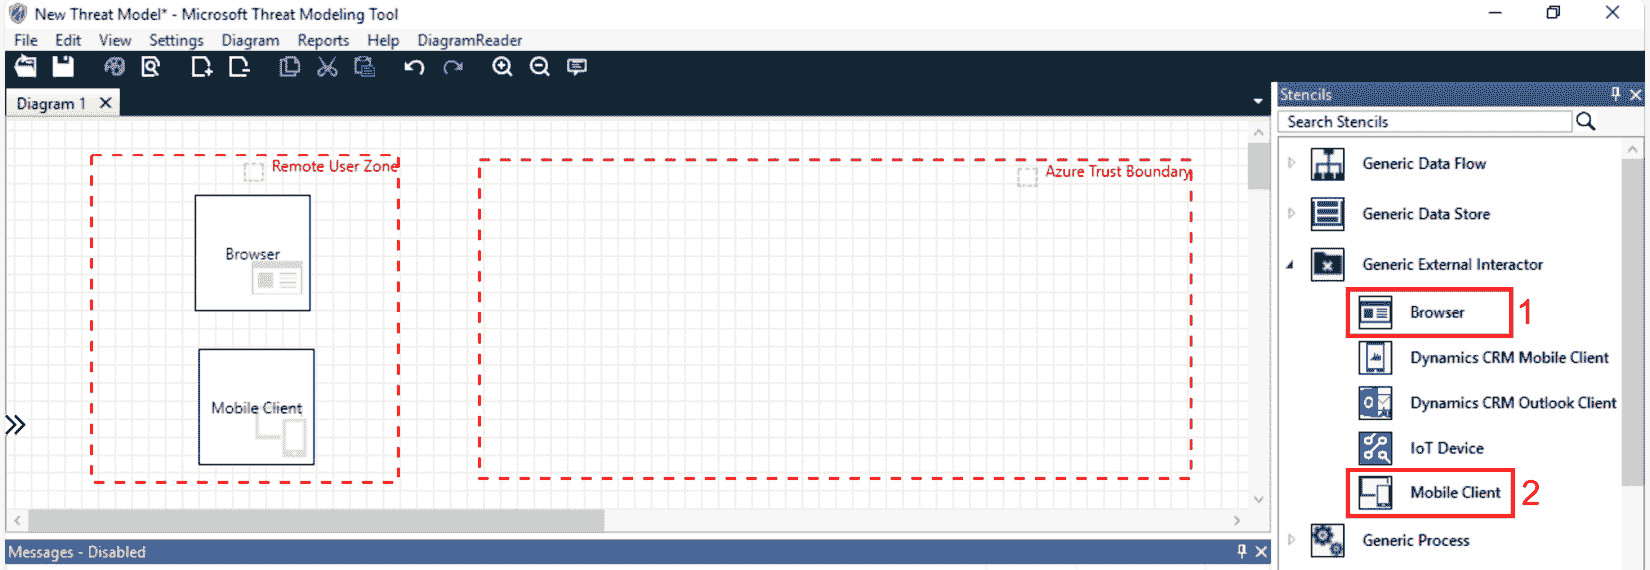 New Threat Model* - Microsoft Threat Modeling Tool
File Edit View Settings Diagram Reports Help DiagramReader
Diagram 1
Stencils
Search Stencils
Remote User Zone
Browser
Mobile Client
Azure Trust Boundary
Generic Data Flow
Generic Data Store
Generic External Interactor
Browser 1
Dynamics CRM Mobile Client
Dynamics CRM Outlook Client
IoT Device
Mobile Client 2
Generic Process
Messages - Disabled